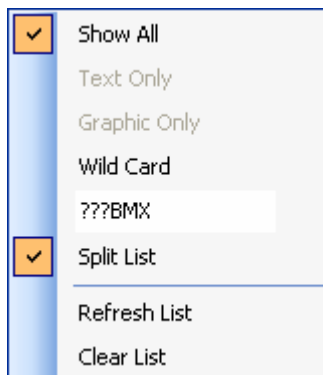 Show All
Text Only
Graphic Only
Wild Card
???BMX
Split List
Refresh List
Clear List